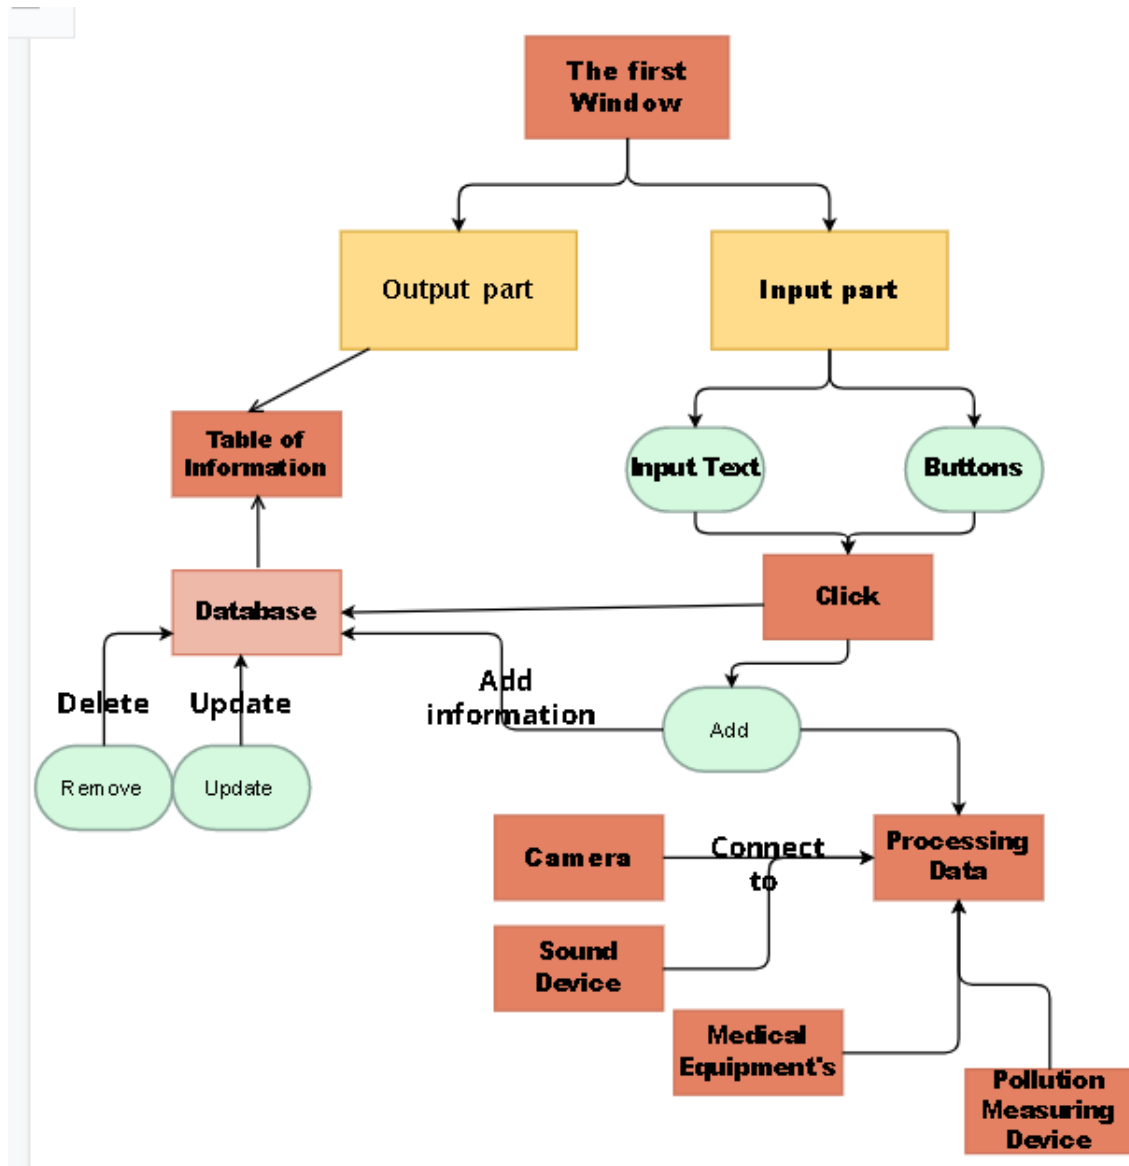 The first
Window
Output part
Input part
Table of
Information
Input Text
Buttons
Database
Click
Delete
Update
Add
information
Add
Remove
Update
Camera
Connect
to
Processing
Data
Sound
Device
Medical
Equipment's
Pollution
Measuring
Device